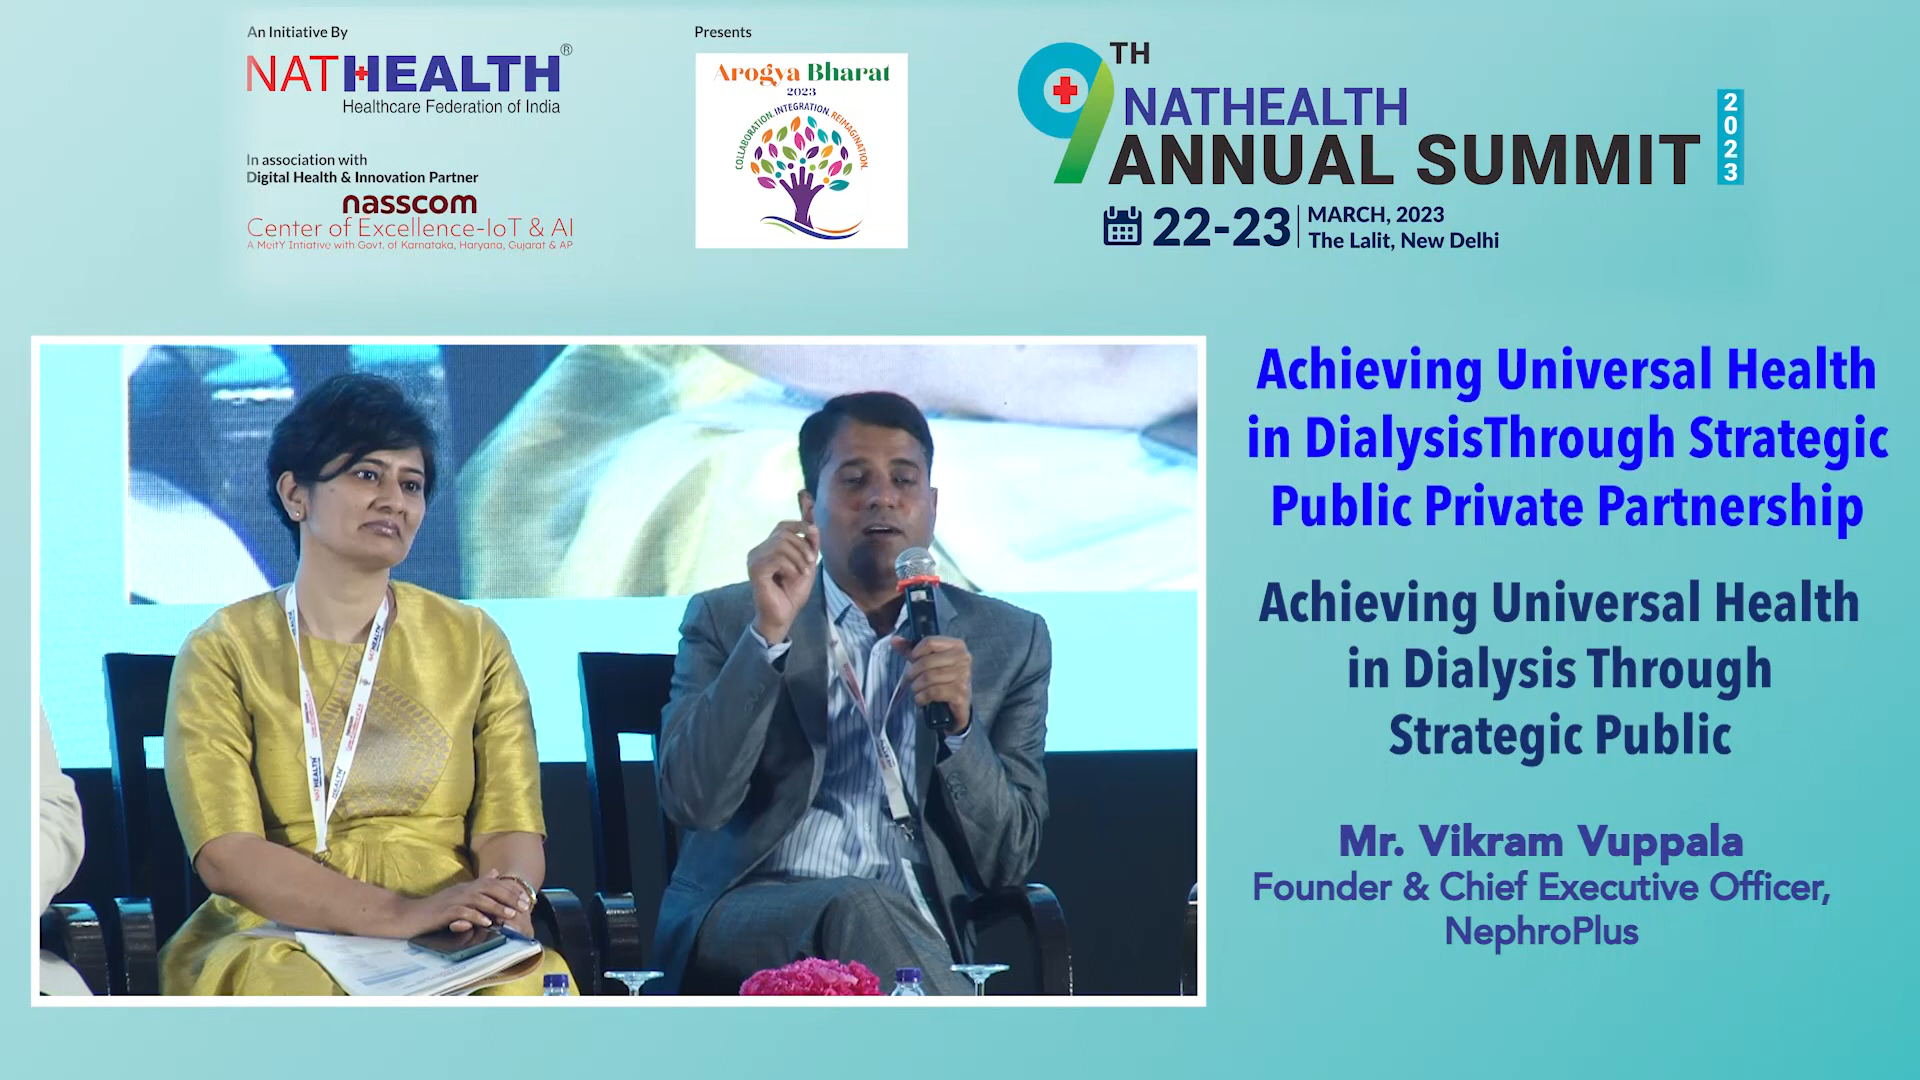 An Initiative By
NATHEALTH®
Healthcare Federation of India
In association with
Digital Health & Innovation Partner
nasscom
Center of Excellence-IoT & AI
A MeitY Intiative with Govt. of Karnataka, Haryana, Gujarat & AP
Presents
Arogya Bharat
2023
COLLABORATION. INTEGRATION. REIMAGINATION.
9TH
NATHEALTH
ANNUAL SUMMIT
2023
22-23
MARCH, 2023
The Lalit, New Delhi
Achieving Universal Health
in DialysisThrough Strategic
Public Private Partnership
Achieving Universal Health
in Dialysis Through
Strategic Public
Mr. Vikram Vuppala
Founder & Chief Executive Officer,
NephroPlus
NATHEALTH
NATHEALTH